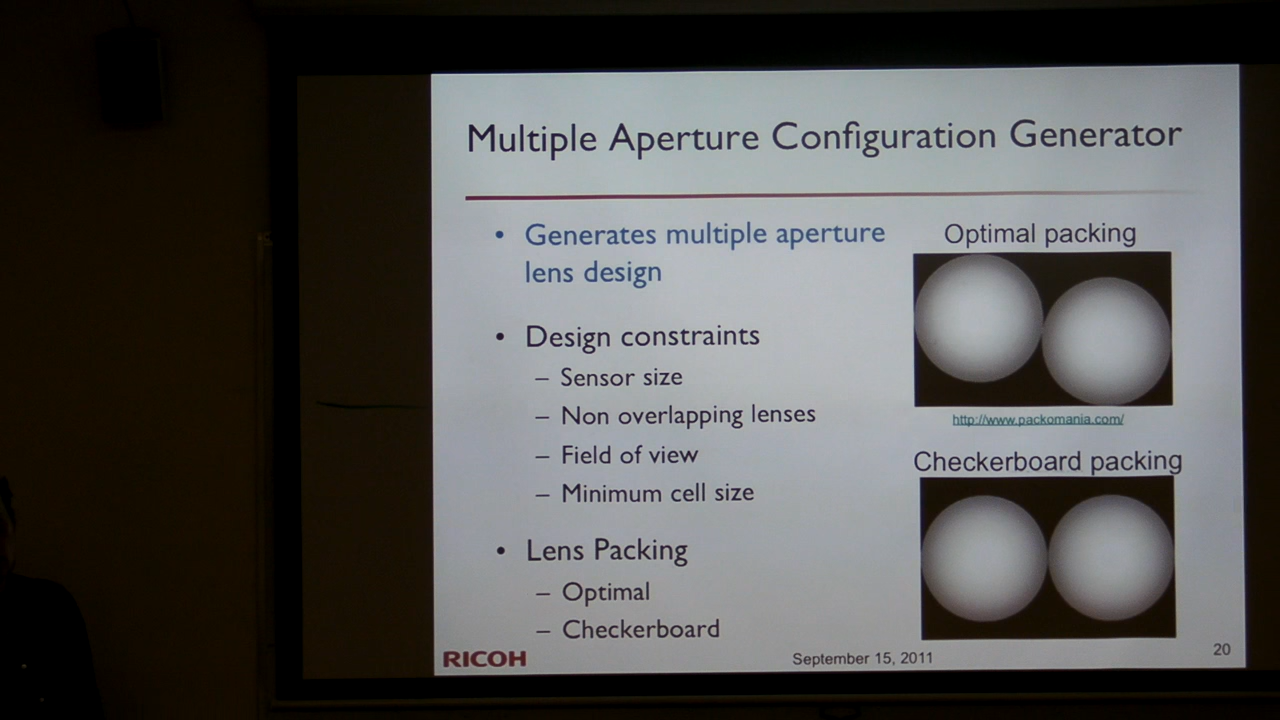 Multiple Aperture Configuration Generator
• Generates multiple aperture
lens design
• Design constraints
– Sensor size
– Non overlapping lenses
– Field of view
– Minimum cell size
• Lens Packing
– Optimal
– Checkerboard
Optimal packing
http://www.packomania.com/
Checkerboard packing
RICOH
September 15, 2011
20